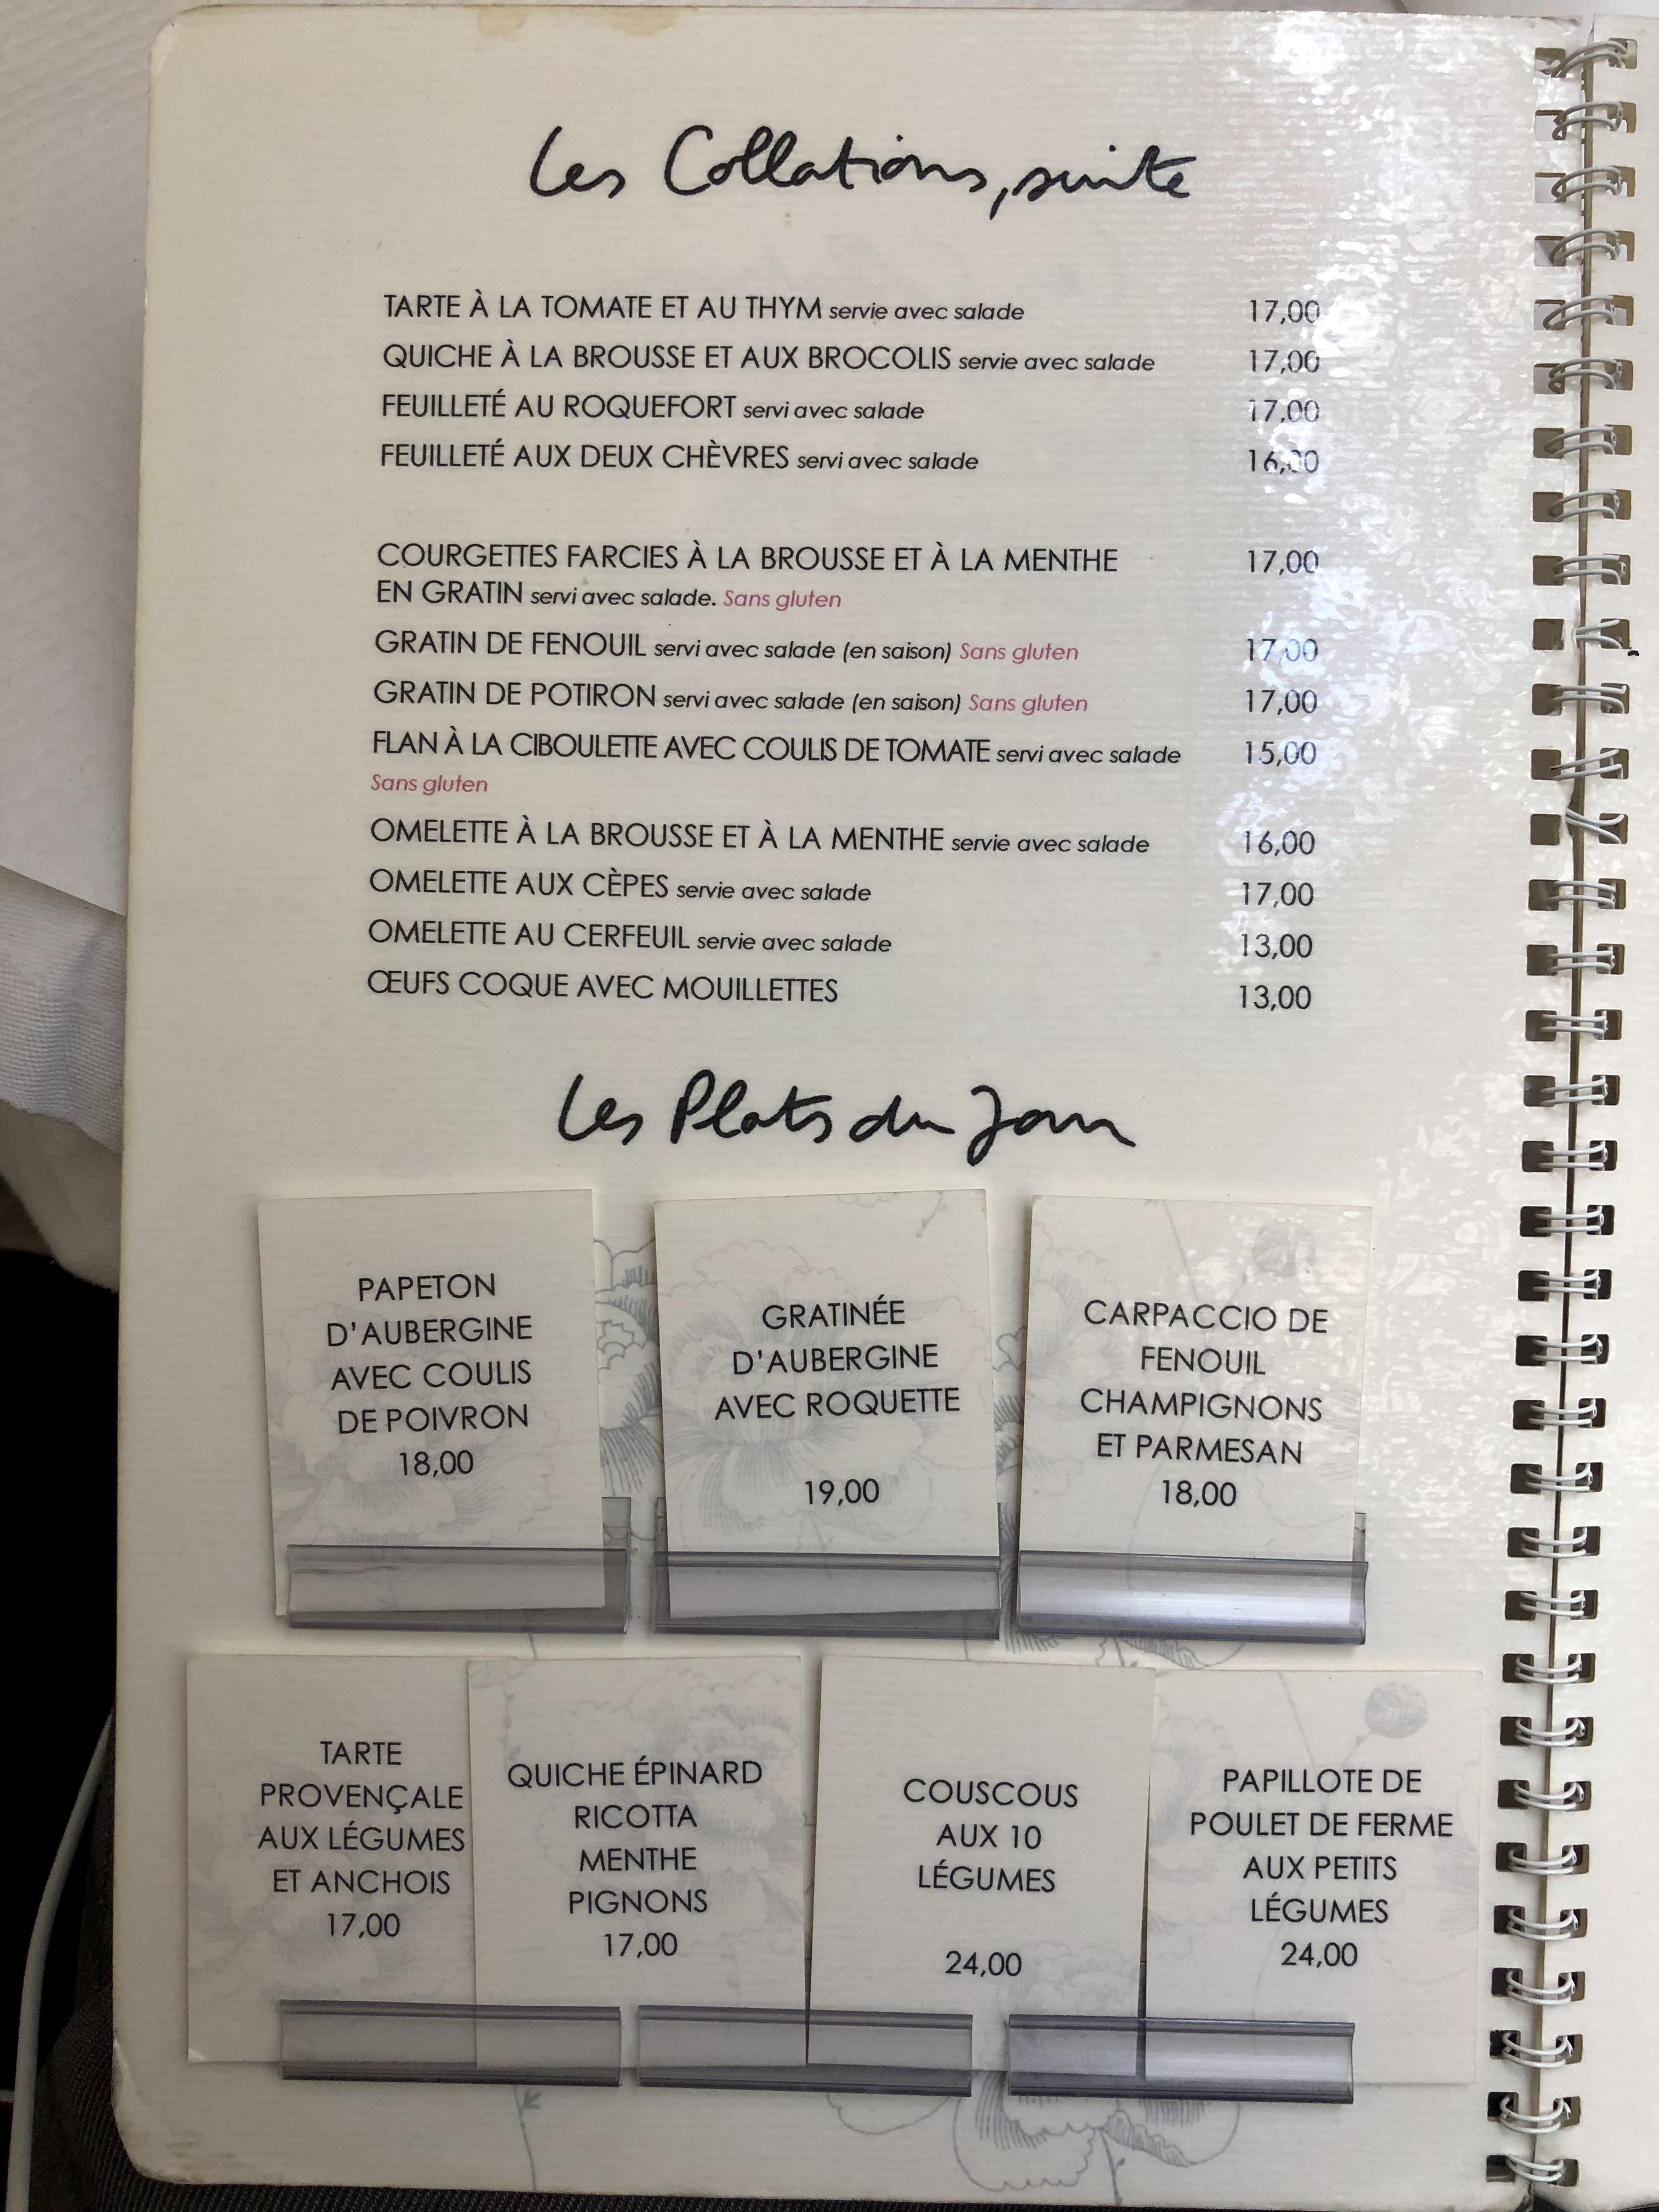 Les Collations, suite
TARTE À LA TOMATE ET AU THYM servie avec salade 17,00
QUICHE À LA BROUSSE ET AUX BROCOLIS servie avec salade 17,00
FEUILLETÉ AU ROQUEFORT servi avec salade 17,00
FEUILLETÉ AUX DEUX CHÈVRES servi avec salade 16,00
COURGETTES FARCIES À LA BROUSSE ET À LA MENTHE 17,00
EN GRATIN servi avec salade. Sans gluten
GRATIN DE FENOUIL servi avec salade (en saison) Sans gluten 17,00
GRATIN DE POTIRON servi avec salade (en saison) Sans gluten 17,00
FLAN À LA CIBOULETTE AVEC COULIS DE TOMATE servi avec salade 15,00
Sans gluten
OMELETTE À LA BROUSSE ET À LA MENTHE servie avec salade 16,00
OMELETTE AUX CÈPES servie avec salade 17,00
OMELETTE AU CERFEUIL servie avec salade 13,00
ŒUFS COQUE AVEC MOUILLETTES 13,00
Les Plats du Jour
PAPETON
D'AUBERGINE
AVEC COULIS
DE POIVRON
18,00
GRATINÉE
D'AUBERGINE
AVEC ROQUETTE
19,00
CARPACCIO DE
FENOUIL
CHAMPIGNONS
ET PARMESAN
18,00
TARTE
PROVENÇALE
AUX LÉGUMES
ET ANCHOIS
17,00
QUICHE ÉPINARD
RICOTTA
MENTHE
PIGNONS
17,00
COUSCOUS
AUX 10
LÉGUMES
24,00
PAPILLOTE DE
POULET DE FERME
AUX PETITS
LÉGUMES
24,00